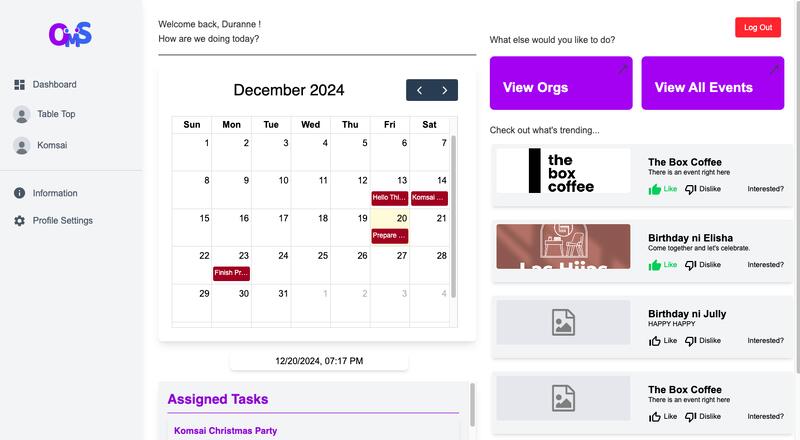 OMS
Dashboard
Table Top
Komsai
Information
Profile Settings
Welcome back, Duranne !
How are we doing today?
December 2024
Sun Mon Tue Wed Thu Fri Sat
1 2 3 4 5 6 7
8 9 10 11 12 13 14
Hello Thi... Komsai ...
15 16 17 18 19 20 21
Prepare ...
22 23 24 25 26 27 28
Finish Pr...
29 30 31 1 2 3 4
12/20/2024, 07:17 PM
Assigned Tasks
Komsai Christmas Party
Log Out
What else would you like to do?
View Orgs
View All Events
Check out what's trending...
the
box
coffee
The Box Coffee
There is an event right here
Like Dislike Interested?
Las Hijas
Birthday ni Elisha
Come together and let's celebrate.
Like Dislike Interested?
Birthday ni Jully
HAPPY HAPPY
Like Dislike Interested?
The Box Coffee
There is an event right here
Like Dislike Interested?